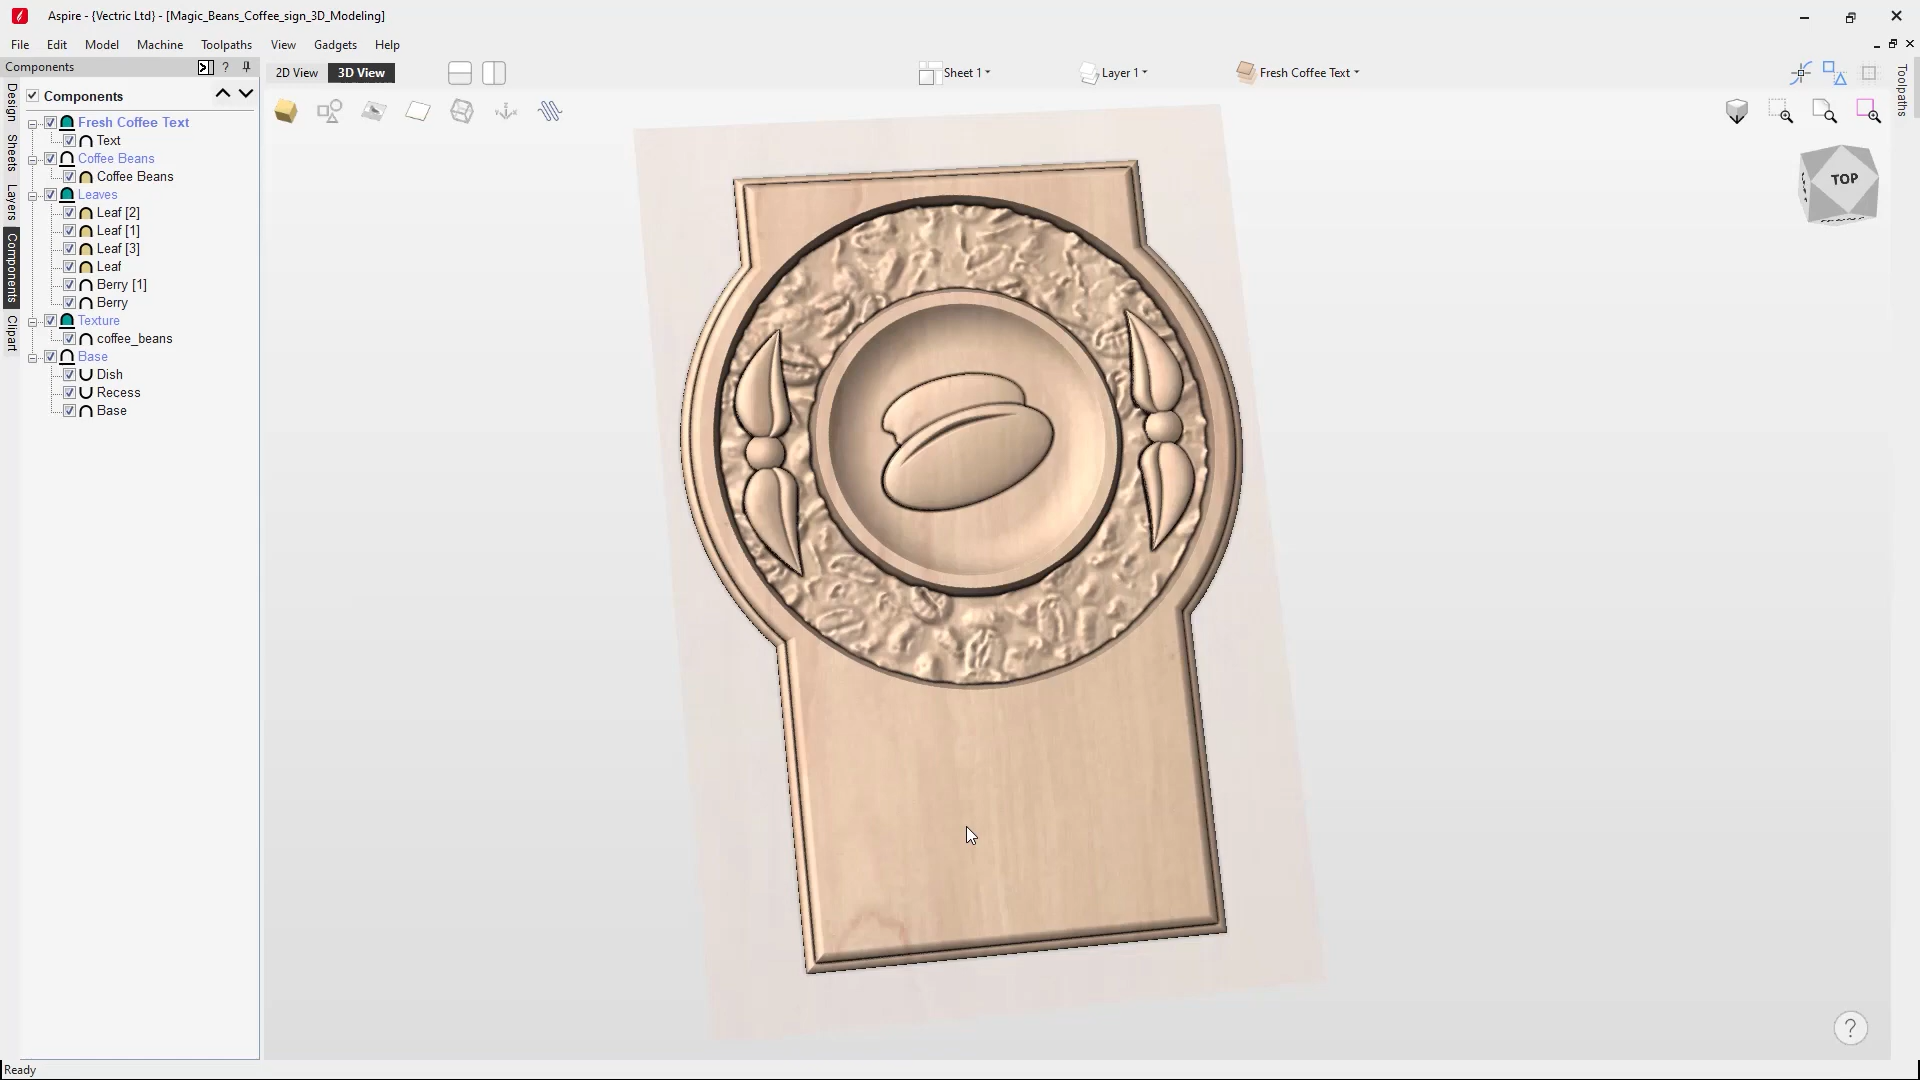 Aspire - {Vectric Ltd} - [Magic_Beans_Coffee_sign_3D_Modeling]
File Edit Model Machine Toolpaths View Gadgets Help
Components ?
2D View 3D View Sheet 1 Layer 1 Fresh Coffee Text
Design
Sheets
Layers
Components
Clipart
Toolpaths
Components
Fresh Coffee Text
Text
Coffee Beans
Coffee Beans
Leaves
Leaf [2]
Leaf [1]
Leaf [3]
Leaf
Berry [1]
Berry
Texture
coffee_beans
Base
Dish
Recess
Base
TOP
?
Ready